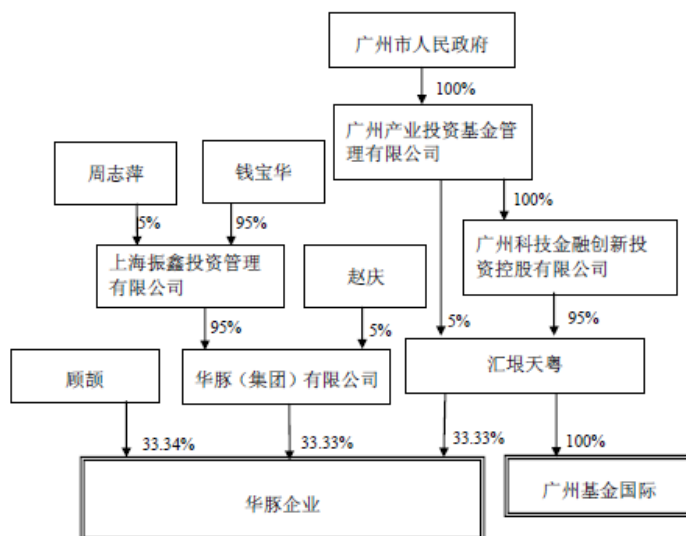 广州市人民政府
100%
广州产业投资基金管
理有限公司
周志萍
钱宝华
100%
5%
95%
广州科技金融创新投
资控股有限公司
上海振鑫投资管理
有限公司
赵庆
95%
5%
5%
95%
顾颉
华豚（集团）有限公司
汇垠天粤
33.34%
33.33%
33.33%
100%
华豚企业
广州基金国际